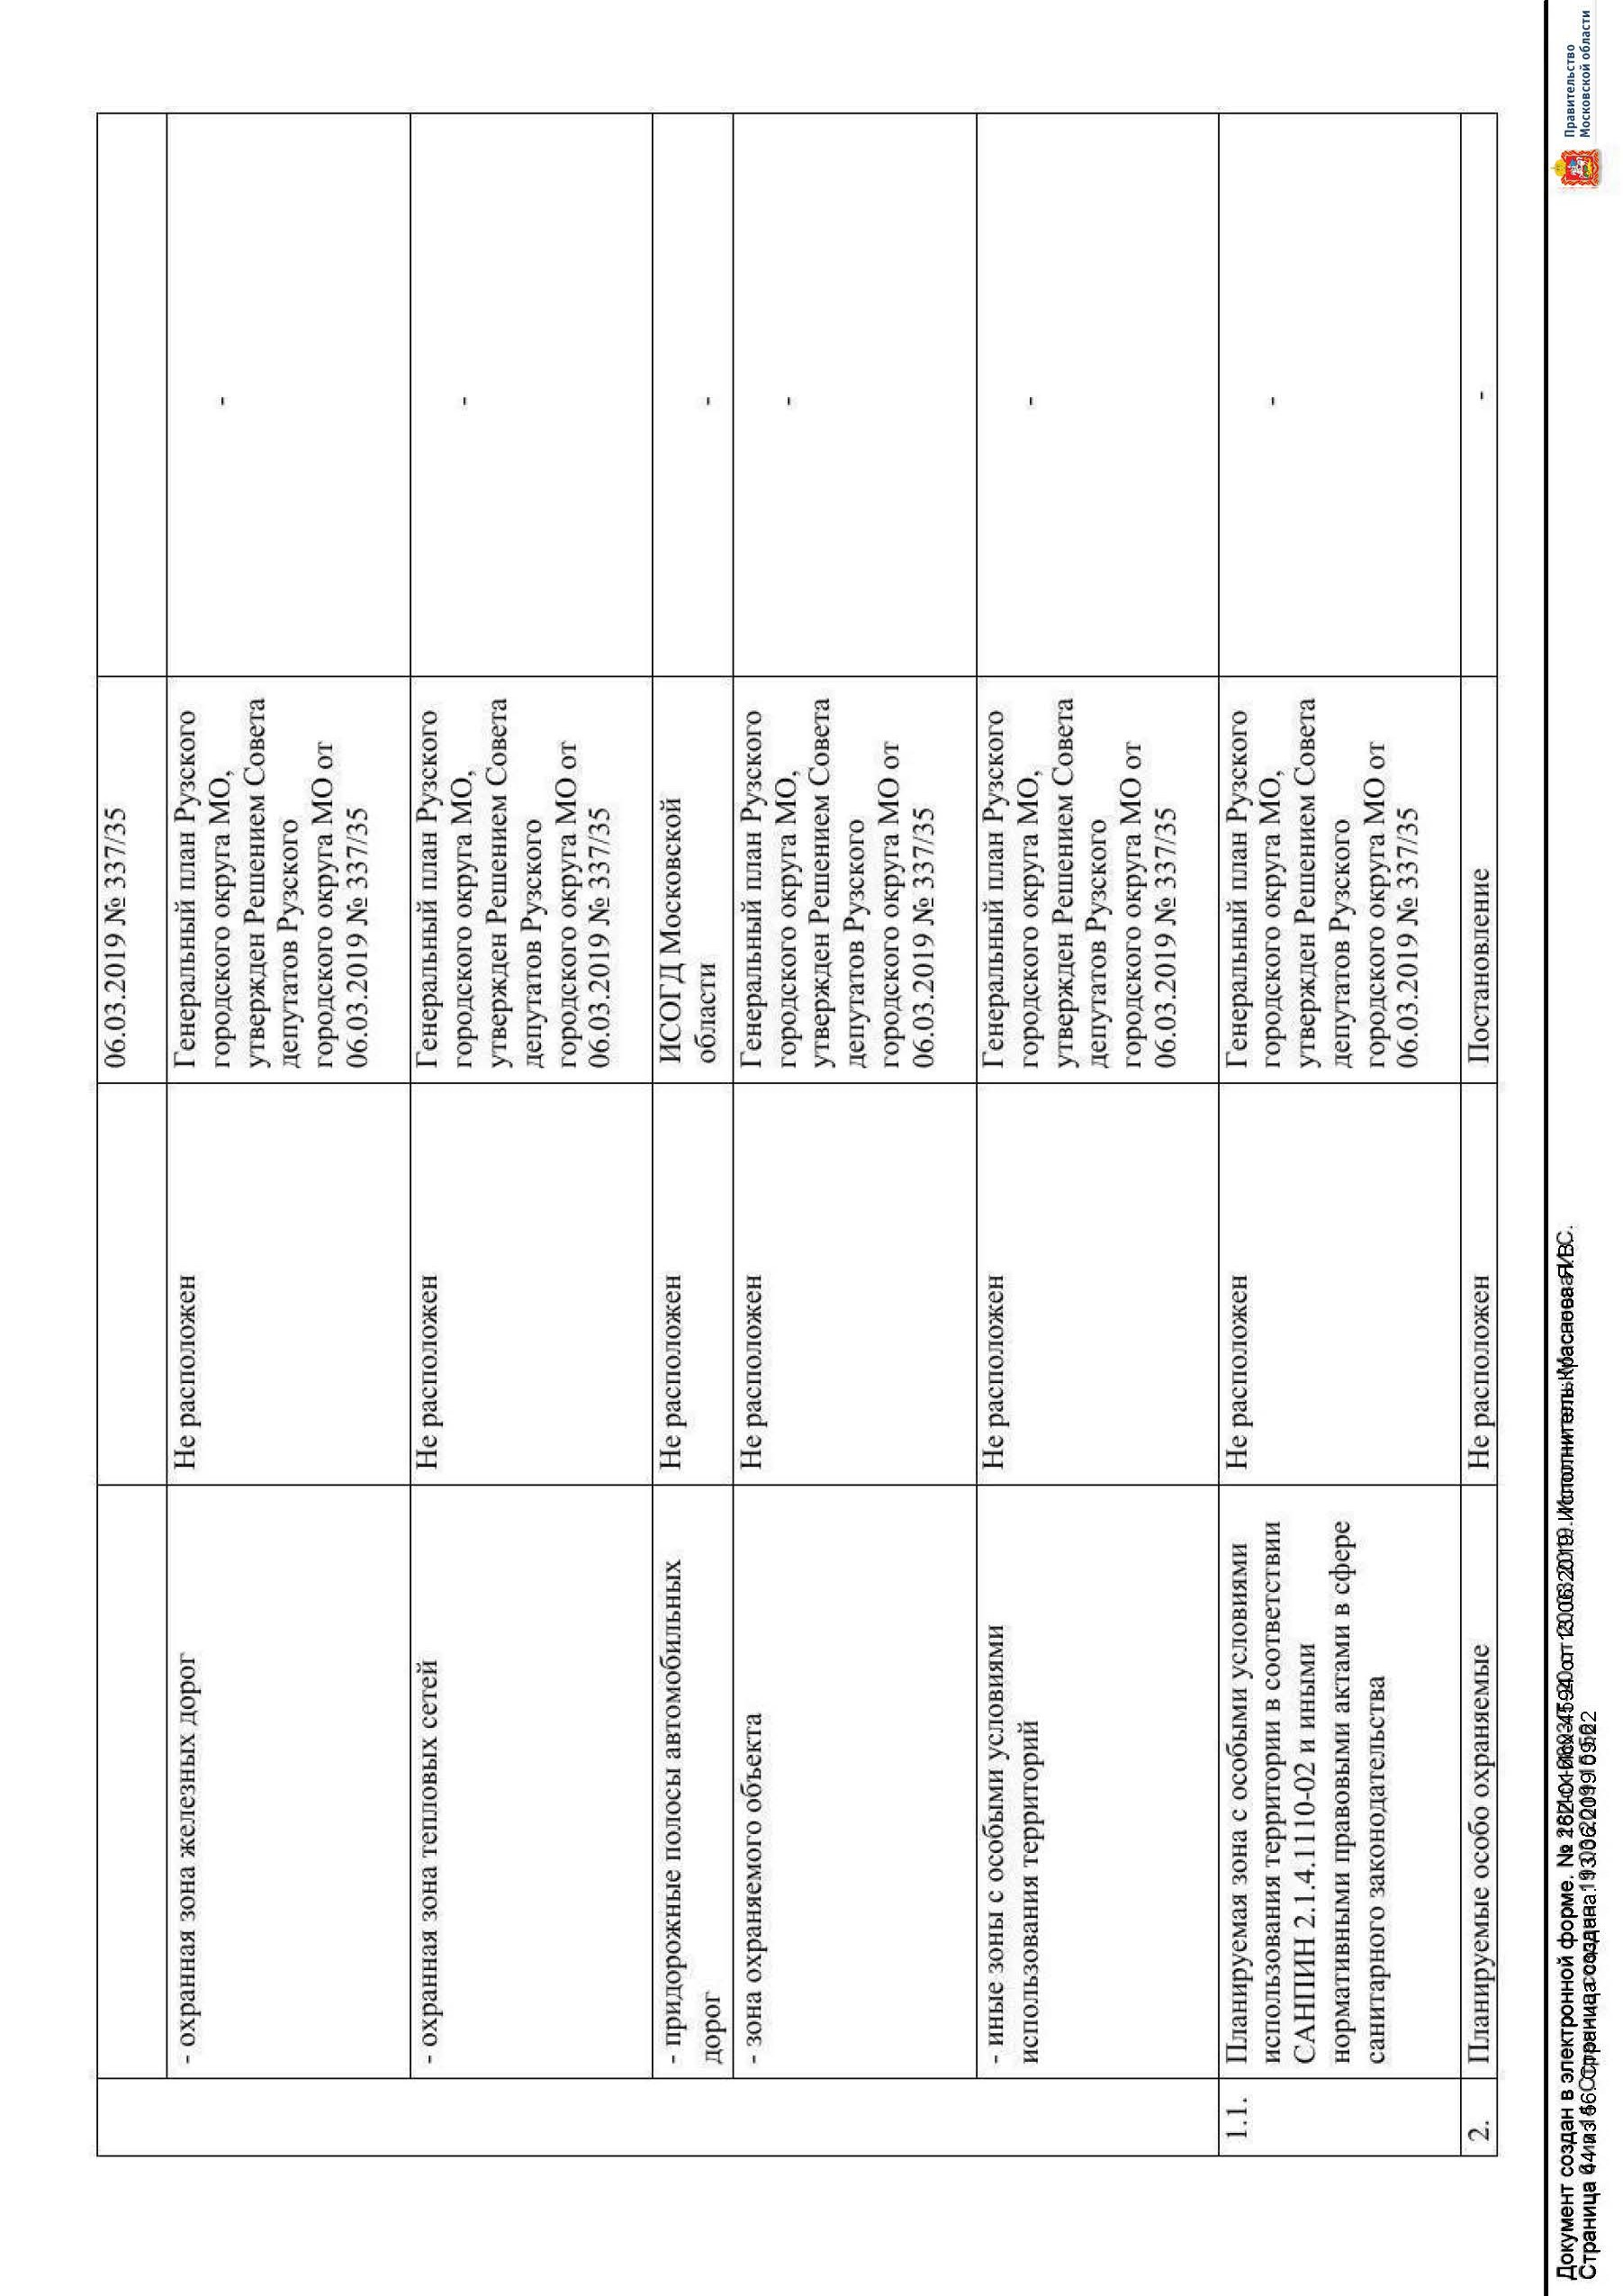 06.03.2019 № 337/35
- охранная зона железных дорог
Не расположен
Генеральный план Рузского
городского округа МО,
утвержден Решением Совета
депутатов Рузского
городского округа МО от
06.03.2019 № 337/35
-
- охранная зона тепловых сетей
Не расположен
Генеральный план Рузского
городского округа МО,
утвержден Решением Совета
депутатов Рузского
городского округа МО от
06.03.2019 № 337/35
-
- придорожные полосы автомобильных
дорог
Не расположен
ИСОГД Московской
области
-
- зона охраняемого объекта
Не расположен
Генеральный план Рузского
городского округа МО,
утвержден Решением Совета
депутатов Рузского
городского округа МО от
06.03.2019 № 337/35
-
- иные зоны с особыми условиями
использования территорий
Не расположен
Генеральный план Рузского
городского округа МО,
утвержден Решением Совета
депутатов Рузского
городского округа МО от
06.03.2019 № 337/35
-
1.1.
Планируемая зона с особыми условиями
использования территории в соответствии
САНПИН 2.1.4.1110-02 и иными
нормативными правовыми актами в сфере
санитарного законодательства
Не расположен
Генеральный план Рузского
городского округа МО,
утвержден Решением Совета
депутатов Рузского
городского округа МО от
06.03.2019 № 337/35
-
2.
Планируемые особо охраняемые
Не расположен
Постановление
-
Документ создан в электронной форме. №
Страница
Правительство
Московской области